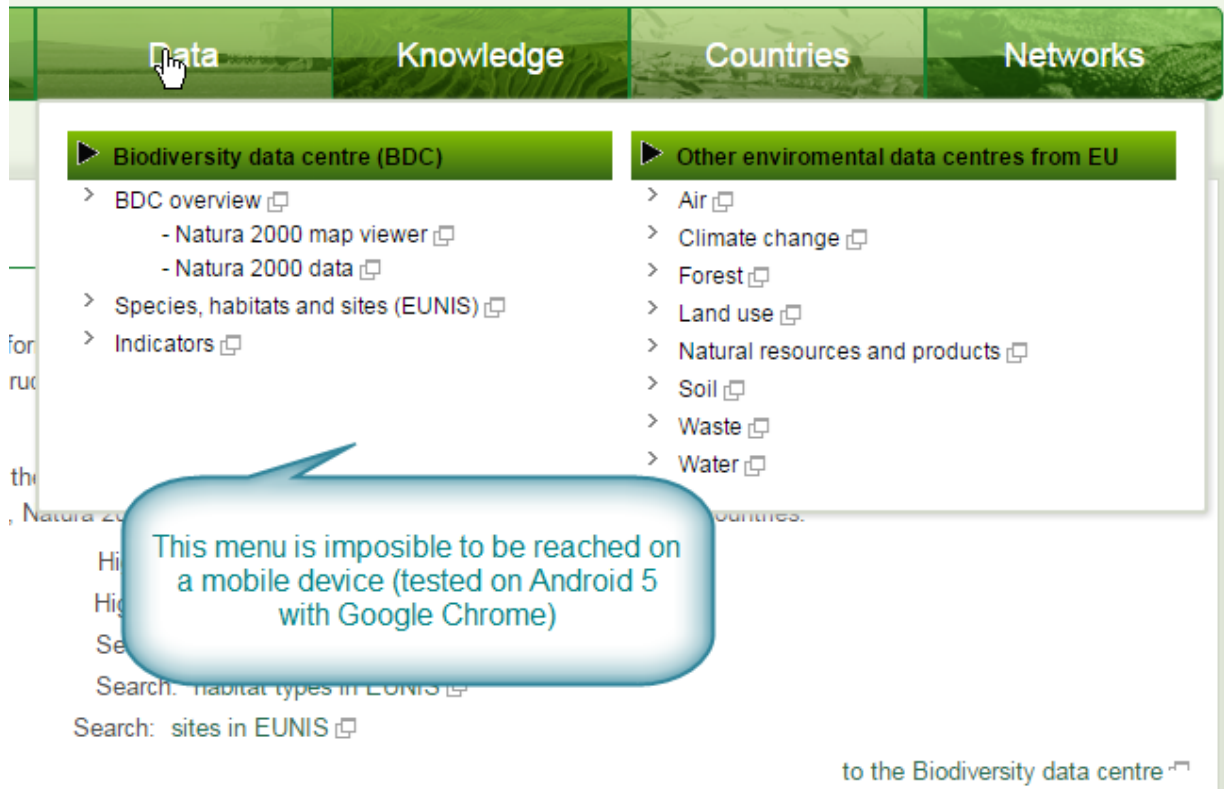 Data Knowledge Countries Networks
Biodiversity data centre (BDC)
BDC overview
- Natura 2000 map viewer
- Natura 2000 data
Species, habitats and sites (EUNIS)
Indicators
Other enviromental data centres from EU
Air
Climate change
Forest
Land use
Natural resources and products
Soil
Waste
Water
This menu is imposible to be reached on
a mobile device (tested on Android 5
with Google Chrome)
Search: habitat types in EUNIS
Search: sites in EUNIS
to the Biodiversity data centre